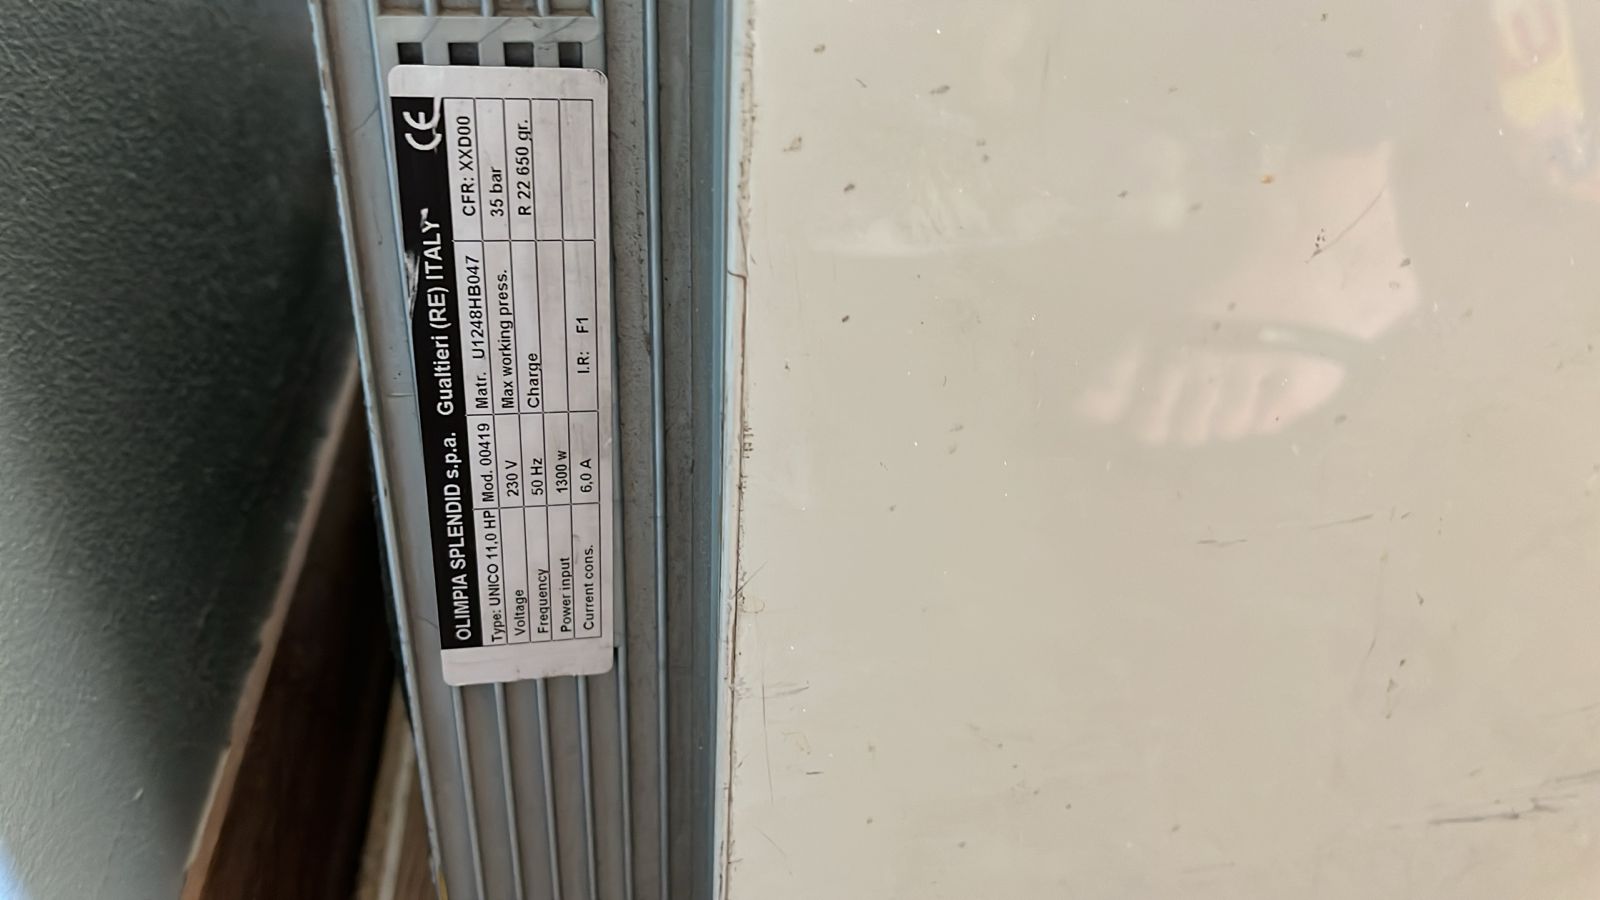 OLIMPIA SPLENDID s.p.a. Gualtieri (RE) ITALY CE
Type: UNICO 11,0 HP Mod. 00419 Matr. U1248HB047 CFR: XXD00
Voltage 230 V Max working press. 35 bar
Frequency 50 Hz Charge R 22 650 gr.
Power input 1300 w
Current cons. 6,0 A I.R: F1